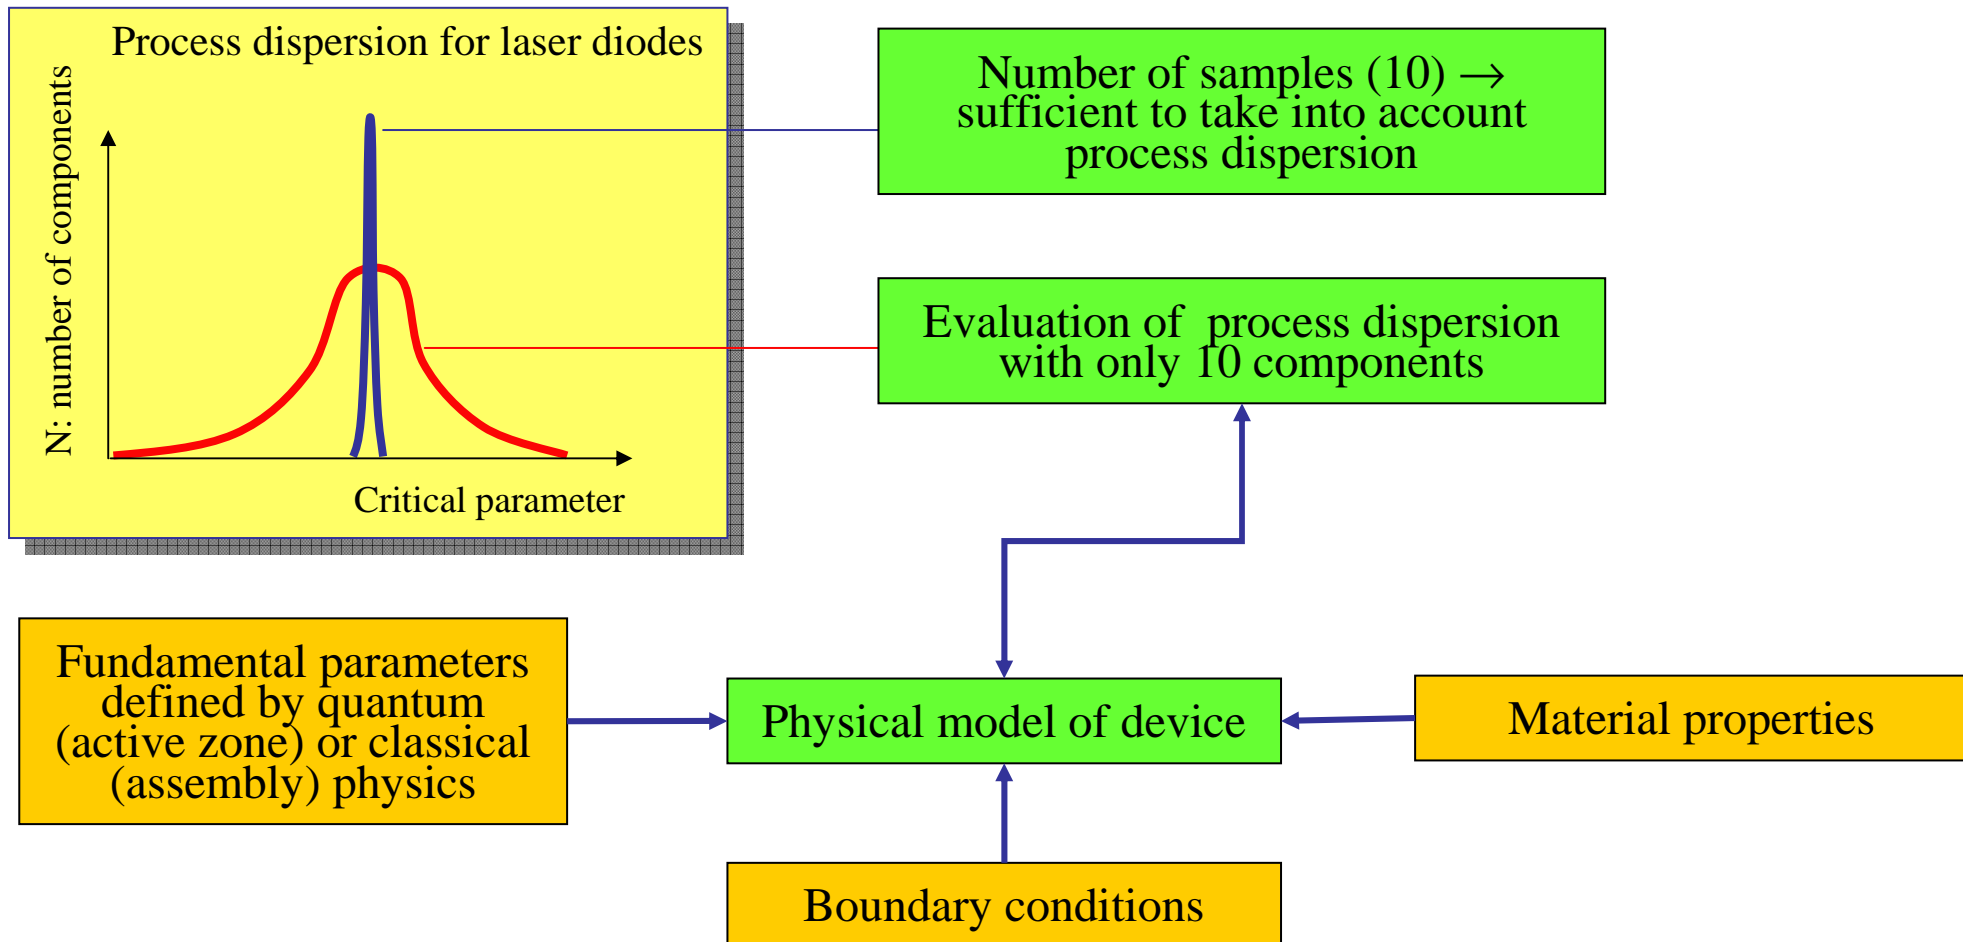 Process dispersion for laser diodes
N: number of components
Critical parameter
Number of samples (10) →
sufficient to take into account
process dispersion
Evaluation of  process dispersion
with only 10 components
Fundamental parameters
defined by quantum
(active zone) or classical
(assembly) physics
Physical model of device
Material properties
Boundary conditions